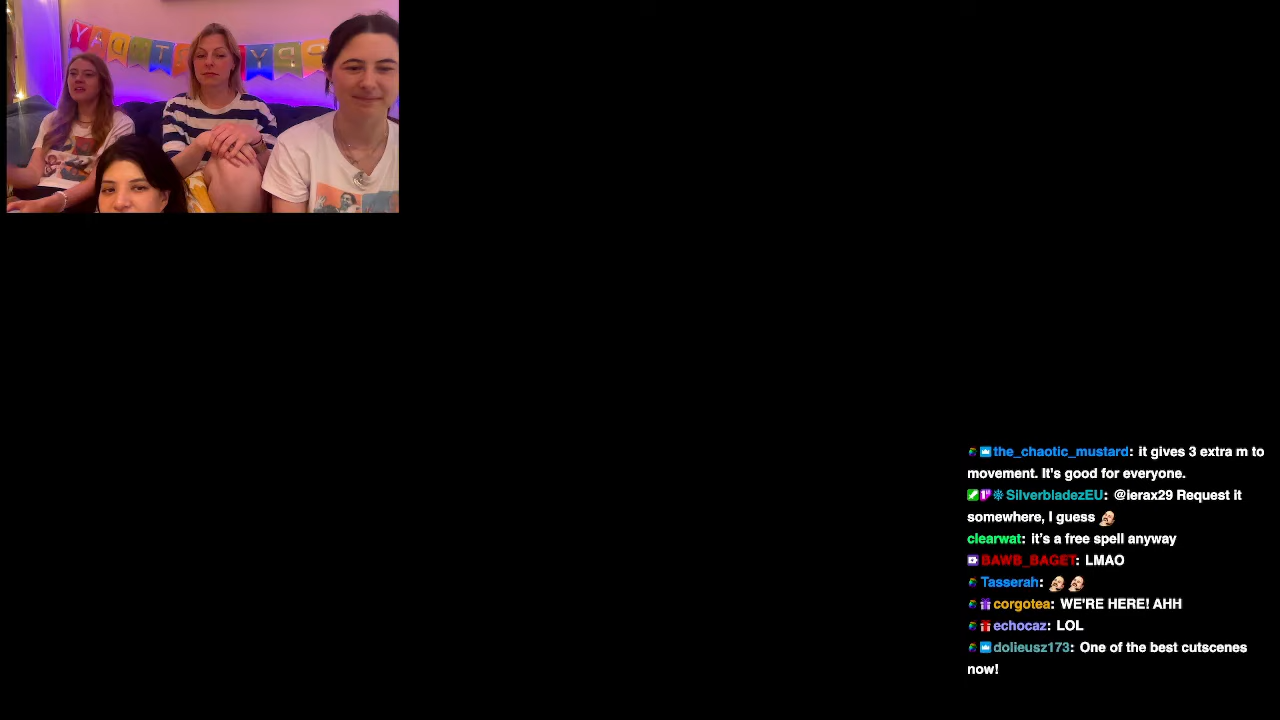 the_chaotic_mustard: it gives 3 extra m to
movement. It's good for everyone.
SilverbladezEU: @ierax29 Request it
somewhere, I guess
clearwat: it's a free spell anyway
BAWB_BAGET: LMAO
Tasserah:
corgotea: WE'RE HERE! AHH
echocaz: LOL
dolieusz173: One of the best cutscenes
now!